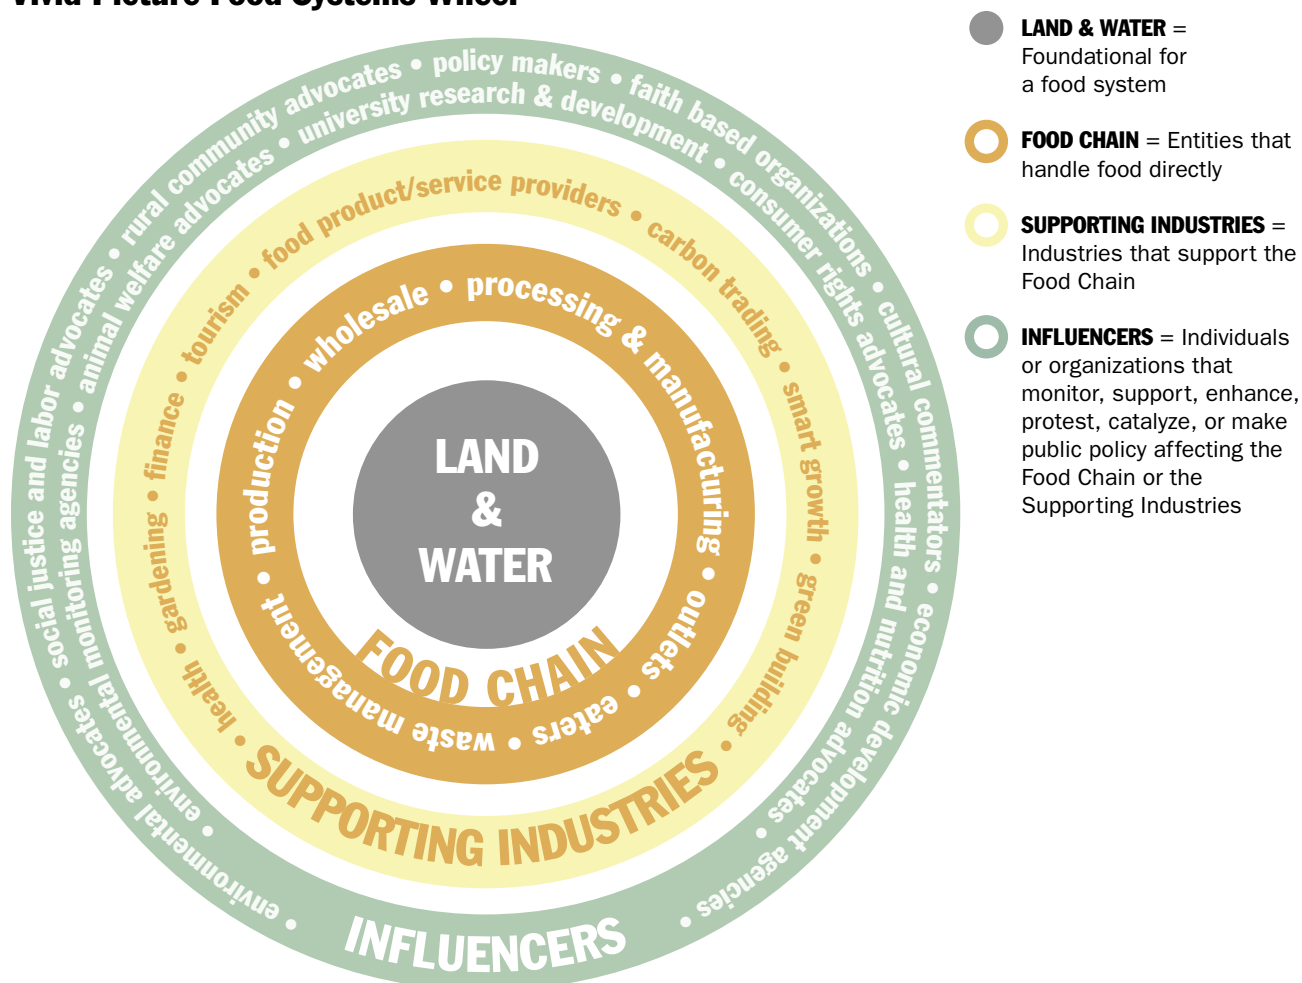 Vivid Picture Food Systems Wheel
LAND & WATER =
Foundational for
a food system
FOOD CHAIN = Entities that
handle food directly
SUPPORTING INDUSTRIES =
Industries that support the
Food Chain
INFLUENCERS = Individuals
or organizations that
monitor, support, enhance,
protest, catalyze, or make
public policy affecting the
Food Chain or the
Supporting Industries
• environmental advocates • social justice and labor advocates • rural community advocates • policy makers • faith based organizations • cultural commentators • economic development agencies •
• environmental monitoring agencies • animal welfare advocates • university research & development • consumer rights advocates • health and nutrition advocates •
INFLUENCERS
• health • gardening • finance • tourism • food product/service providers • carbon trading • smart growth • green building •
SUPPORTING INDUSTRIES
production • wholesale • processing & manufacturing • outlets • eaters • waste management •
FOOD CHAIN
LAND
&
WATER